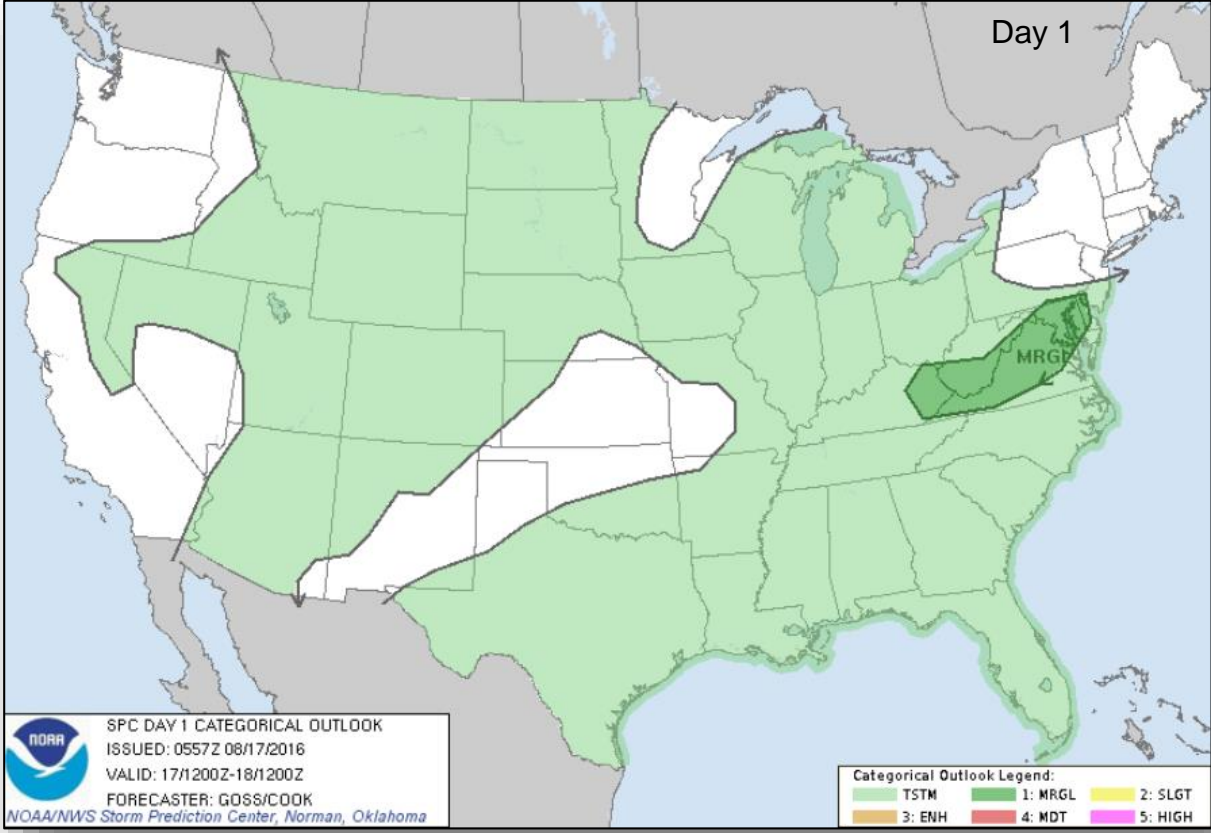 Day 1
MRGL
NOAA
SPC DAY 1 CATEGORICAL OUTLOOK
ISSUED: 0557Z 08/17/2016
VALID: 17/1200Z-18/1200Z
FORECASTER: GOSS/COOK
NOAA/NWS Storm Prediction Center, Norman, Oklahoma
Categorical Outlook Legend:
TSTM 1: MRGL 2: SLGT
3: ENH 4: MDT 5: HIGH